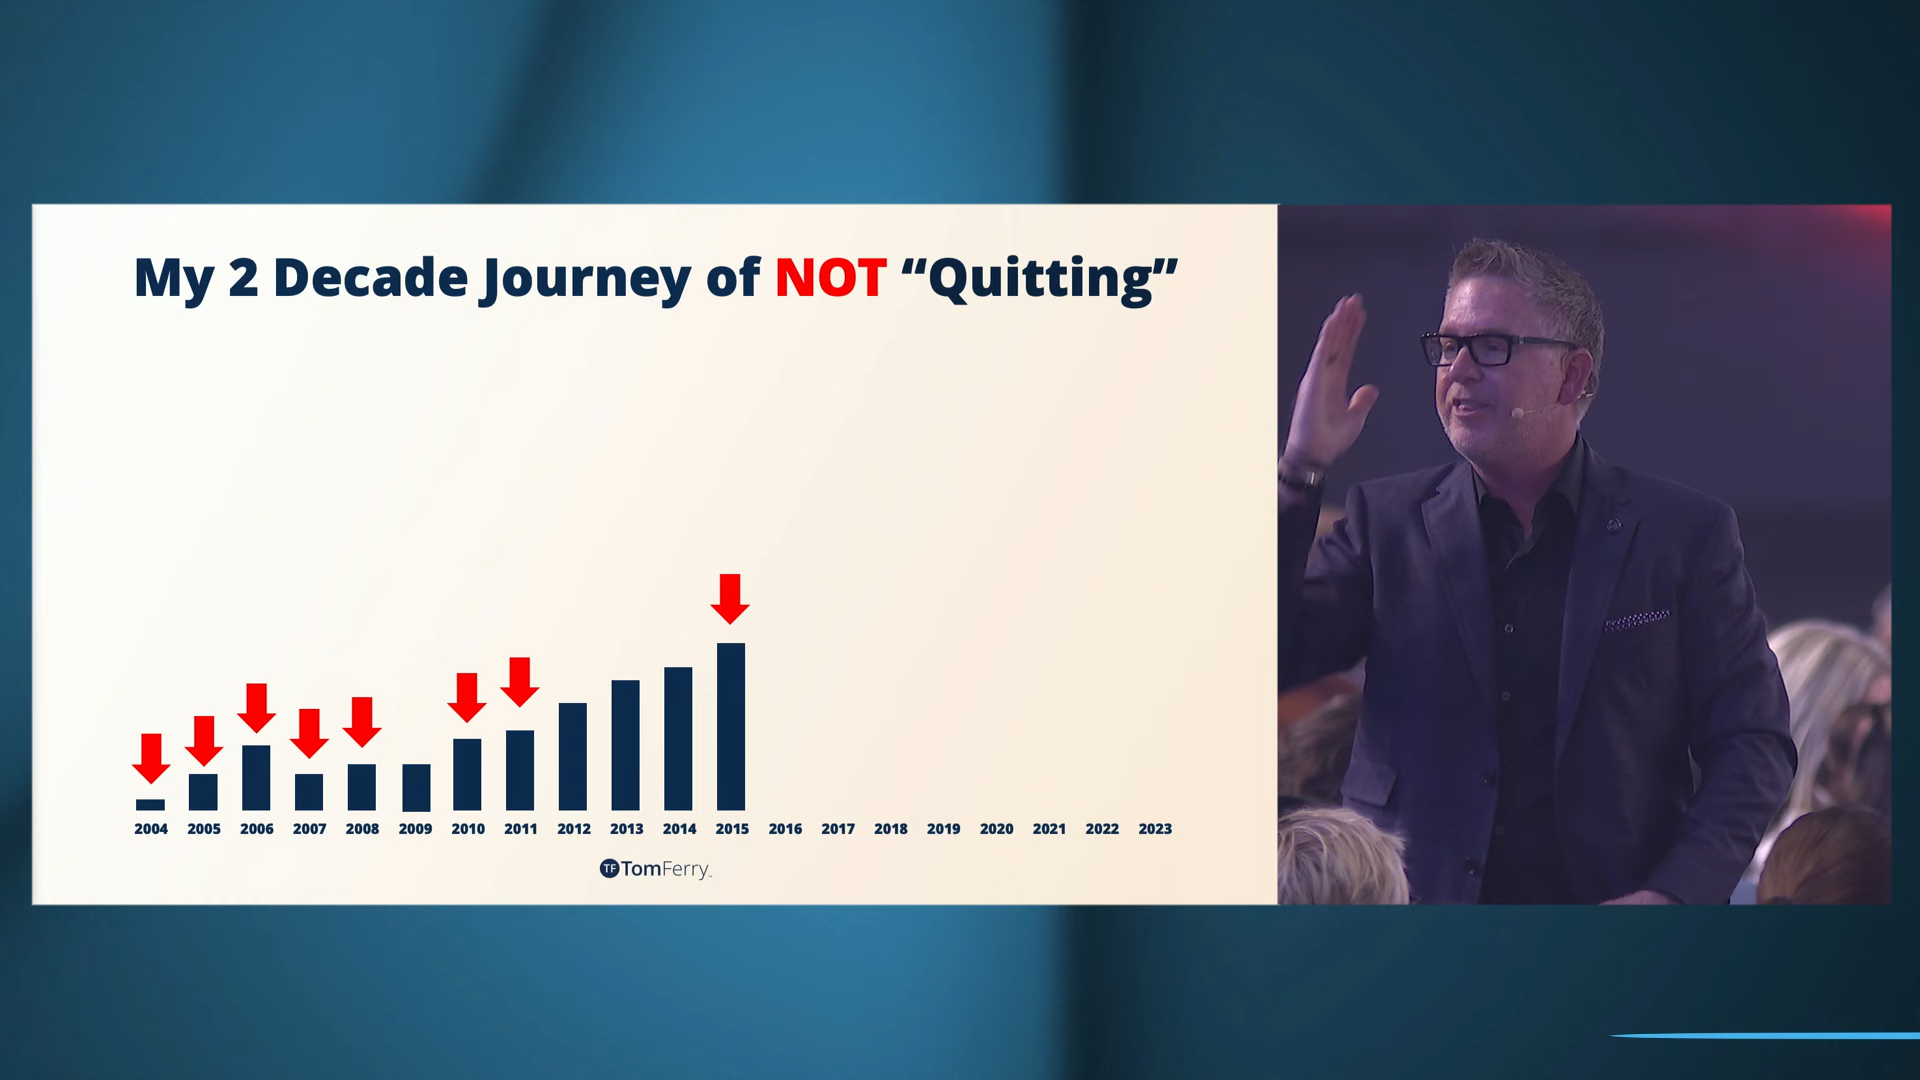 My 2 Decade Journey of NOT “Quitting”
2004 2005 2006 2007 2008 2009 2010 2011 2012 2013 2014 2015 2016 2017 2018 2019 2020 2021 2022 2023
TF TomFerry